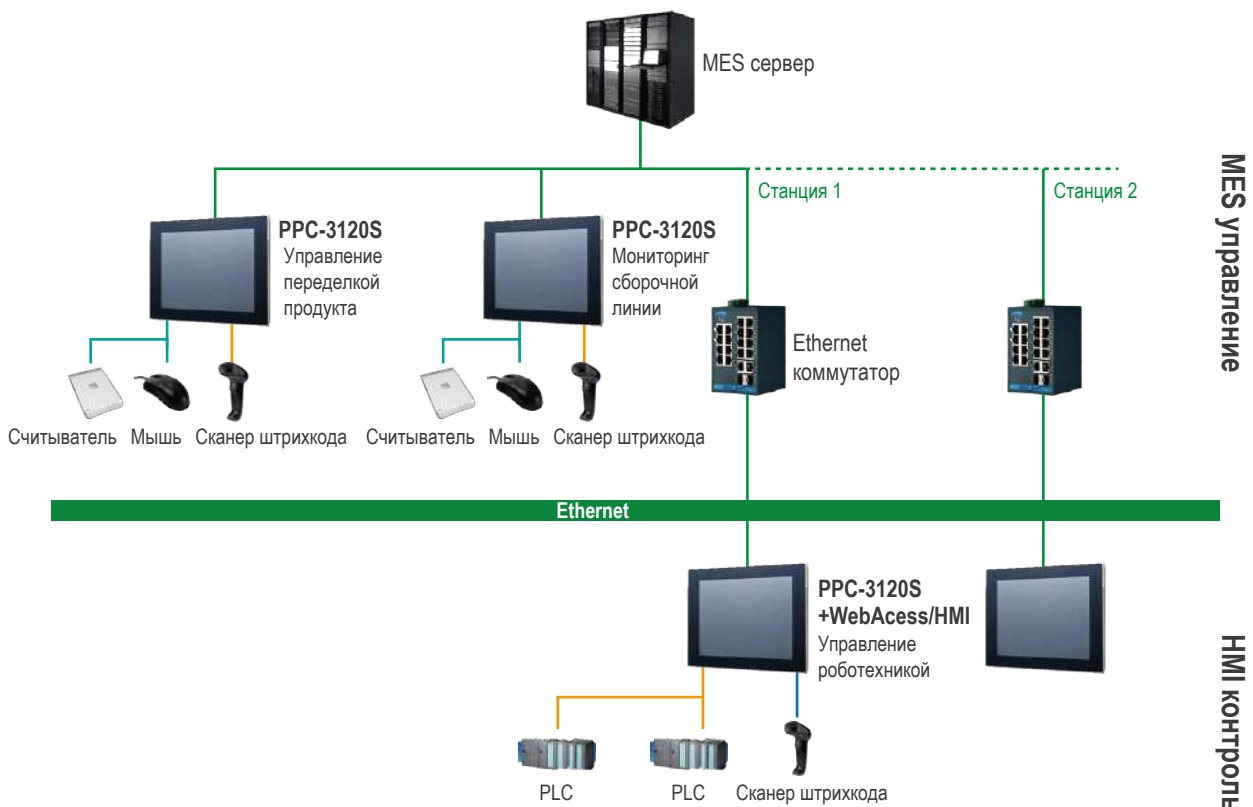 MES сервер
Станция 1
Станция 2
MES управление
PPC-3120S
Управление
переделкой
продукта
PPC-3120S
Мониторинг
сборочной
линии
Ethernet
коммутатор
Считыватель
Мышь
Сканер штрихкода
Считыватель
Мышь
Сканер штрихкода
Ethernet
PPC-3120S
+WebAcess/HMI
Управление
роботехникой
HMI контроль
PLC
PLC
Сканер штрихкода